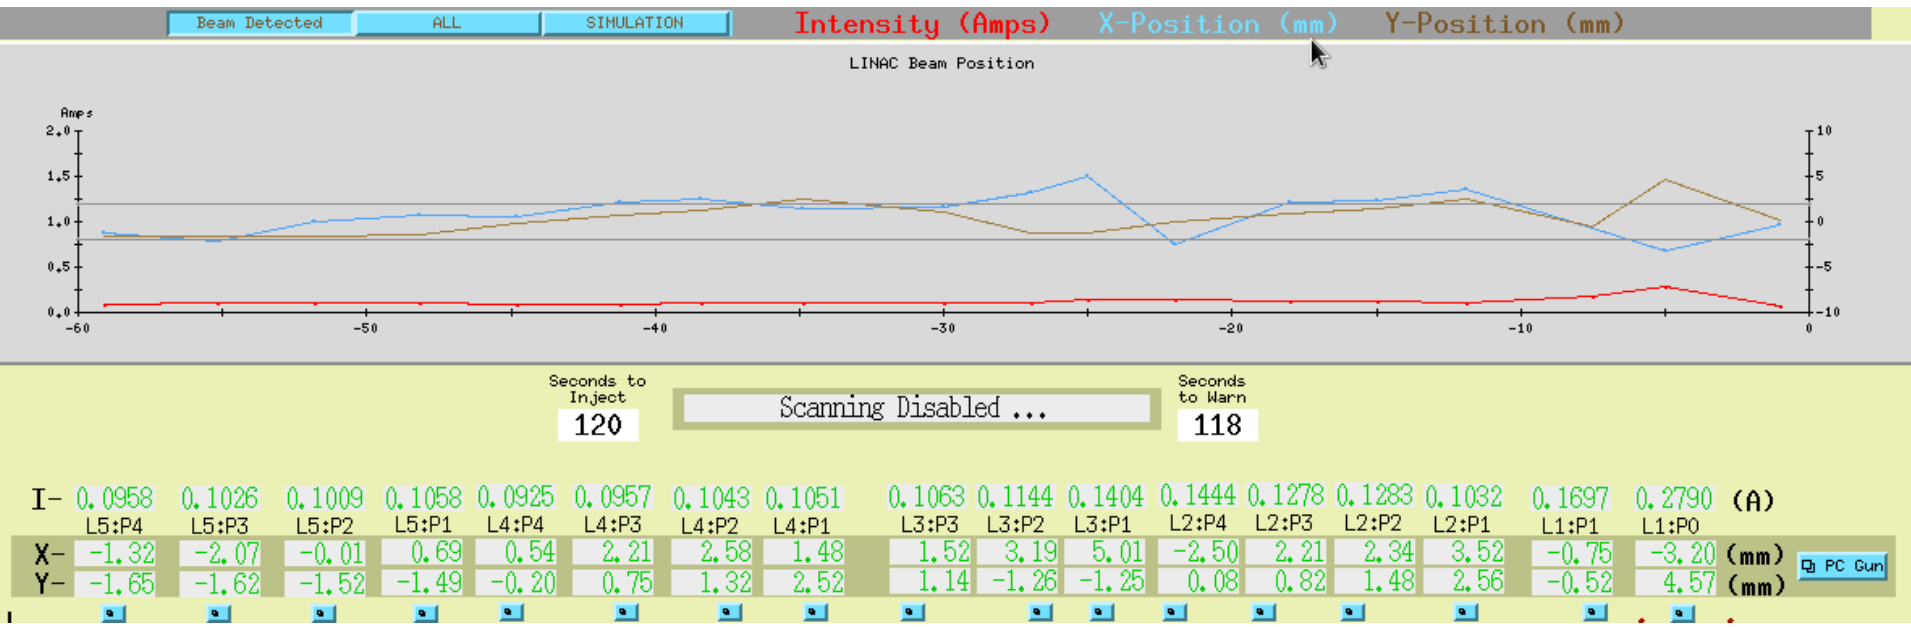 Beam Detected ALL SIMULATION Intensity (Amps) X-Position (mm) Y-Position (mm)
LINAC Beam Position
Amps
2.0 10
1.5 5
1.0 0
0.5 -5
0.0 -10
-60 -50 -40 -30 -20 -10 0
Seconds to Inject
120
Scanning Disabled ...
Seconds to Warn
118
I- 0.0958 0.1026 0.1009 0.1058 0.0925 0.0957 0.1043 0.1051 0.1063 0.1144 0.1404 0.1444 0.1278 0.1283 0.1032 0.1697 0.2790 (A)
L5:P4 L5:P3 L5:P2 L5:P1 L4:P4 L4:P3 L4:P2 L4:P1 L3:P3 L3:P2 L3:P1 L2:P4 L2:P3 L2:P2 L2:P1 L1:P1 L1:P0
X- -1.32 -2.07 -0.01 0.69 0.54 2.21 2.58 1.48 1.52 3.19 5.01 -2.50 2.21 2.34 3.52 -0.75 -3.20 (mm)
Y- -1.65 -1.62 -1.52 -1.49 -0.20 0.75 1.32 2.52 1.14 -1.26 -1.25 0.08 0.82 1.48 2.56 -0.52 4.57 (mm)
PC Gun